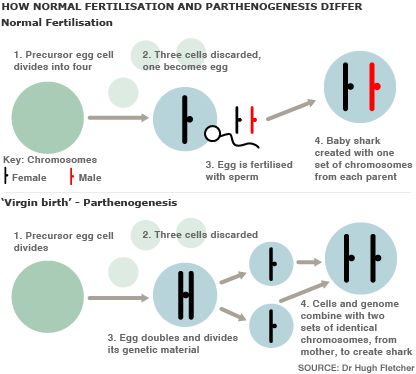 HOW NORMAL FERTILISATION AND PARTHENOGENESIS DIFFER
Normal Fertilisation
1. Precursor egg cell
divides into four
2. Three cells discarded,
one becomes egg
3. Egg is fertilised
with sperm
4. Baby shark
created with one
set of chromosomes
from each parent
Key: Chromosomes
Female
Male
‘Virgin birth’ - Parthenogenesis
1. Precursor egg cell
divides
2. Three cells discarded
3. Egg doubles and divides
its genetic material
4. Cells and genome
combine with two
sets of identical
chromosomes, from
mother, to create shark
SOURCE: Dr Hugh Fletcher